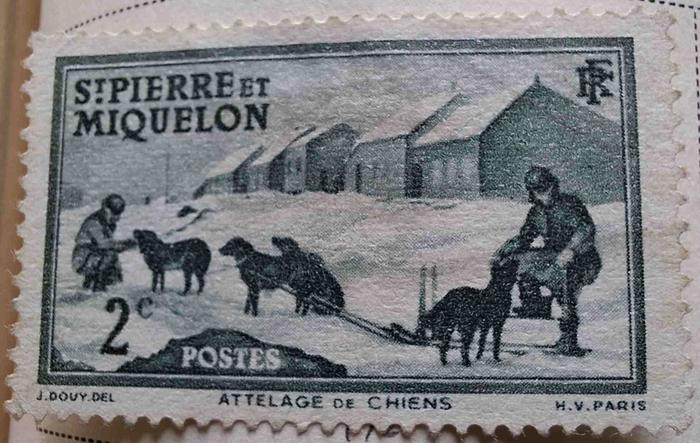 ST PIERRE ET
MIQUELON
RF
2c
POSTES
J.DOUY.DEL
ATTELAGE DE CHIENS
H.V.PARIS